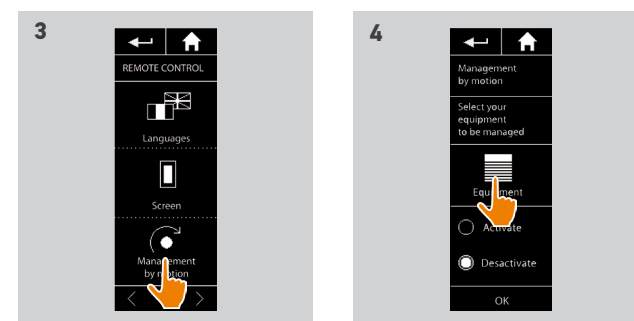 3
REMOTE CONTROL
Languages
Screen
Management
by motion
4
Management
by motion
Select your
equipment
to be managed
Equipment
Activate
Desactivate
OK